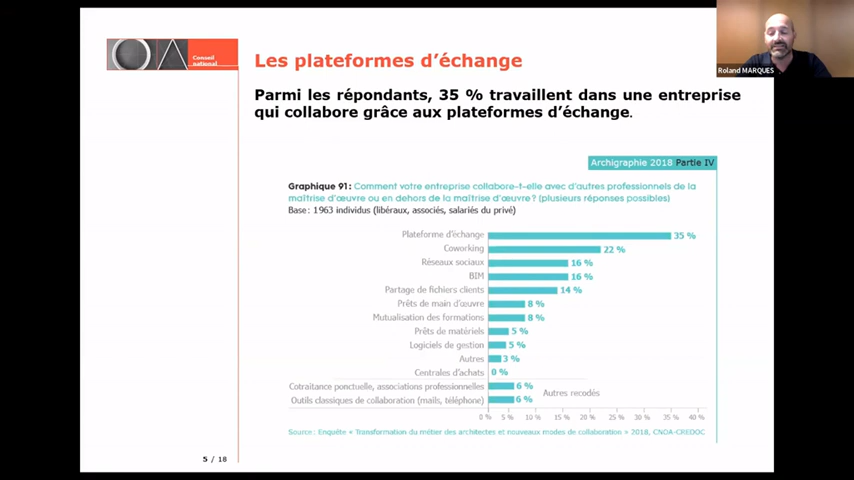 OA
Conseil
national
Les plateformes d'échange
Roland MARQUES
Parmi les répondants, 35 % travaillent dans une entreprise
qui collabore grâce aux plateformes d'échange.
Archigraphie 2018 Partie IV
Graphique 91: Comment votre entreprise collabore-t-elle avec d'autres professionnels de la
maîtrise d'œuvre ou en dehors de la maîtrise d'œuvre? (plusieurs réponses possibles)
Base: 1963 individus (libéraux, associés, salariés du privé)
Plateforme d'échange 35 %
Coworking 22 %
Réseaux sociaux 16 %
BIM 16 %
Partage de fichiers clients 14 %
Prêts de main d'œuvre 8 %
Mutualisation des formations 8 %
Prêts de matériels 5 %
Logiciels de gestion 5 %
Autres 3 %
Centrales d'achats 0 %
Cotraitance ponctuelle, associations professionnelles 6 %
Autres recodés
Outils classiques de collaboration (mails, téléphone) 6 %
0 % 5 % 10 % 15 % 20 % 25 % 30 % 35 % 40 %
Source: Enquête « Transformation du métier des architectes et nouveaux modes de collaboration » 2018, CNOA-CREDOC
5 / 18